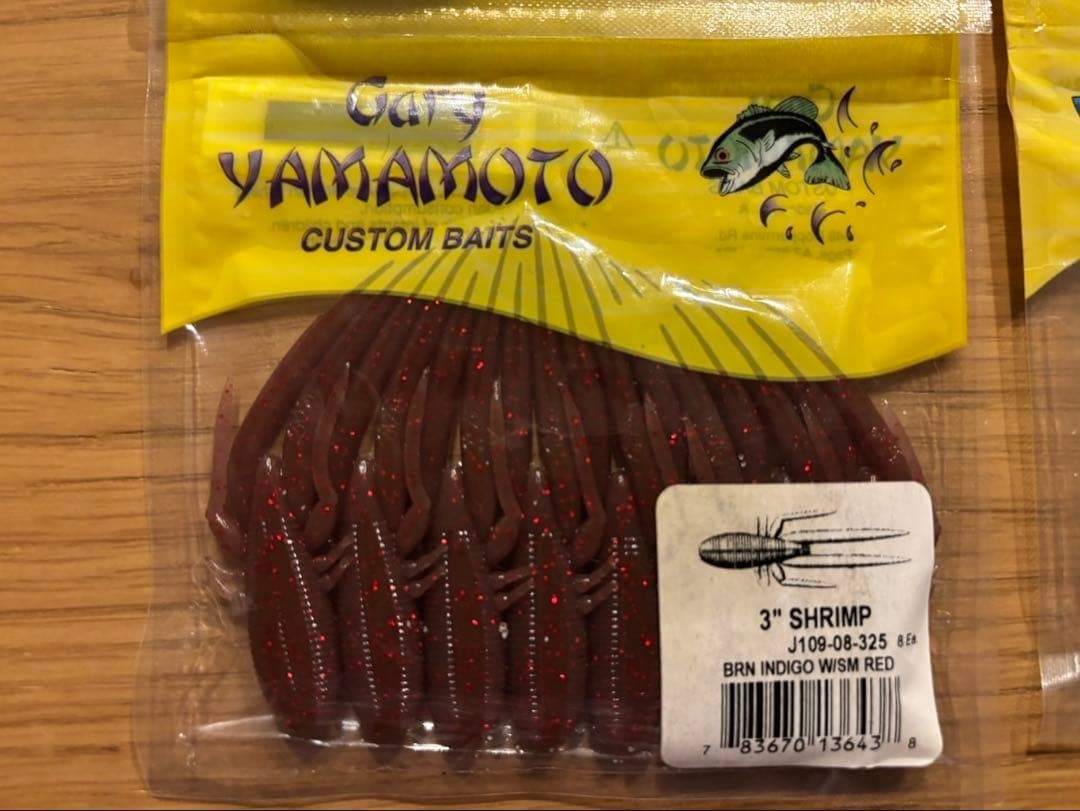 Gary
YAMAMOTO
CUSTOM BAITS
3" SHRIMP
J109-08-325 8 Ea.
BRN INDIGO W/SM RED
7 83670 13643 8